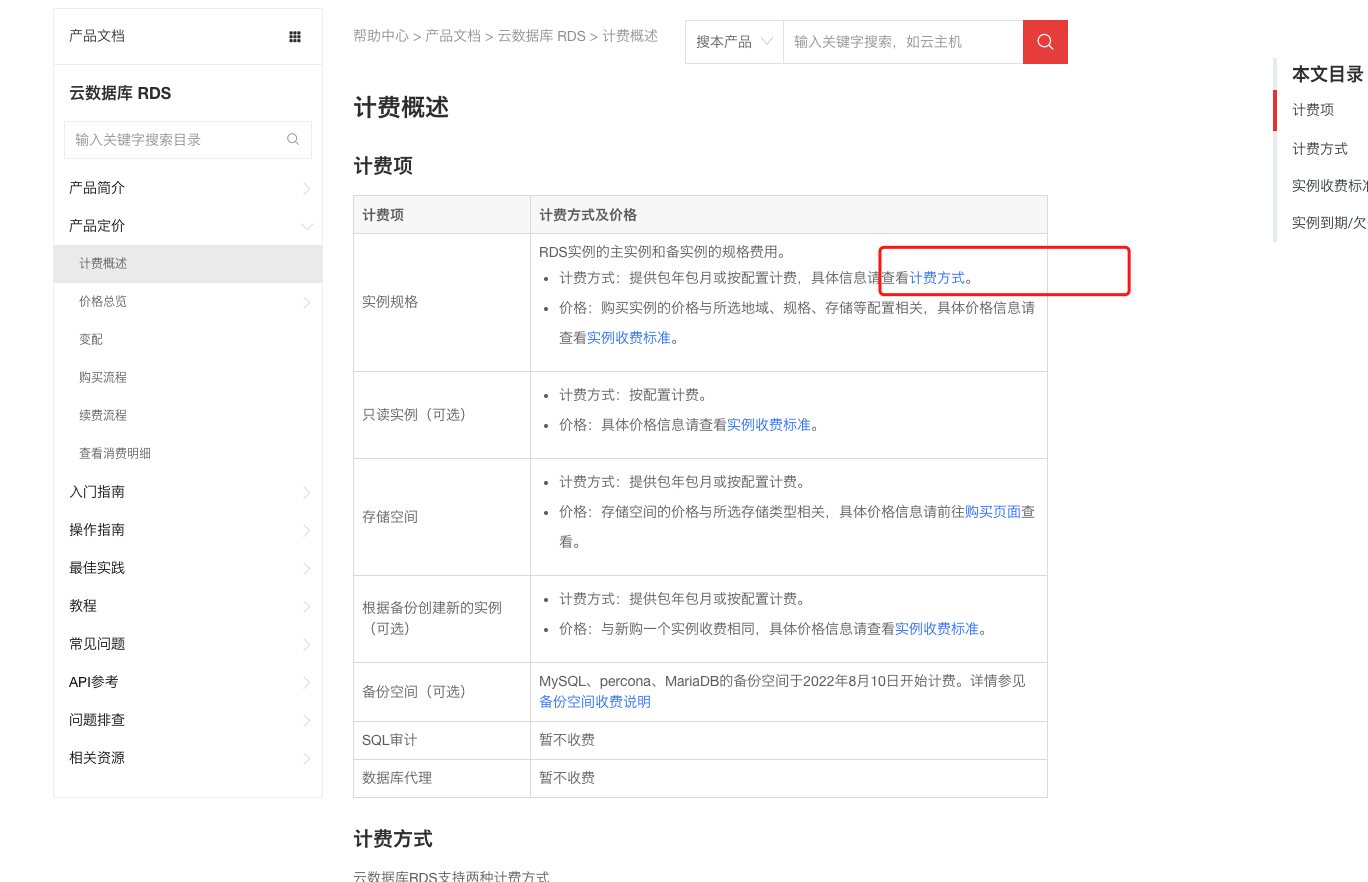 产品文档
云数据库 RDS
输入关键字搜索目录
产品简介
产品定价
计费概述
价格总览
变配
购买流程
续费流程
查看消费明细
入门指南
操作指南
最佳实践
教程
常见问题
API参考
问题排查
相关资源
帮助中心 > 产品文档 > 云数据库 RDS > 计费概述
搜本产品 输入关键字搜索，如云主机
计费概述
计费项
计费项 计费方式及价格
实例规格
RDS实例的主实例和备实例的规格费用。
• 计费方式：提供包年包月或按配置计费，具体信息请查看计费方式。
• 价格：购买实例的价格与所选地域、规格、存储等配置相关，具体价格信息请
查看实例收费标准。
只读实例（可选）
• 计费方式：按配置计费。
• 价格：具体价格信息请查看实例收费标准。
存储空间
• 计费方式：提供包年包月或按配置计费。
• 价格：存储空间的价格与所选存储类型相关，具体价格信息请前往购买页面查
看。
根据备份创建新的实例
（可选）
• 计费方式：提供包年包月或按配置计费。
• 价格：与新购一个实例收费相同，具体价格信息请查看实例收费标准。
备份空间（可选）
MySQL、percona、MariaDB的备份空间于2022年8月10日开始计费。详情参见
备份空间收费说明
SQL审计 暂不收费
数据库代理 暂不收费
计费方式
云数据库RDS支持两种计费方式
本文目录
计费项
计费方式
实例收费标准
实例到期/欠